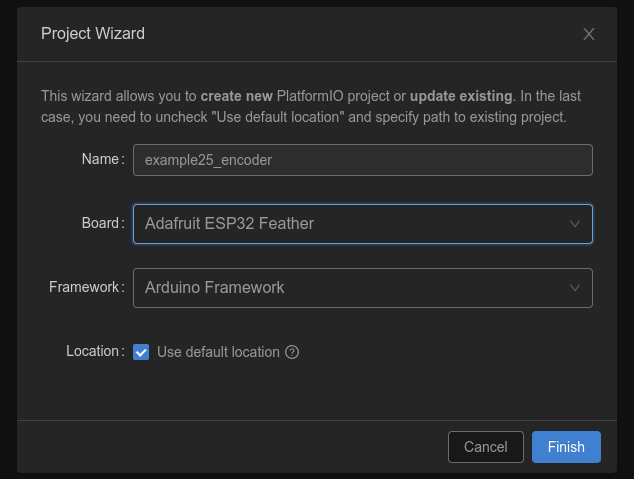 Project Wizard
This wizard allows you to create new PlatformIO project or update existing. In the last
case, you need to uncheck "Use default location" and specify path to existing project.
Name: example25_encoder
Board: Adafruit ESP32 Feather
Framework: Arduino Framework
Location: Use default location
Cancel Finish